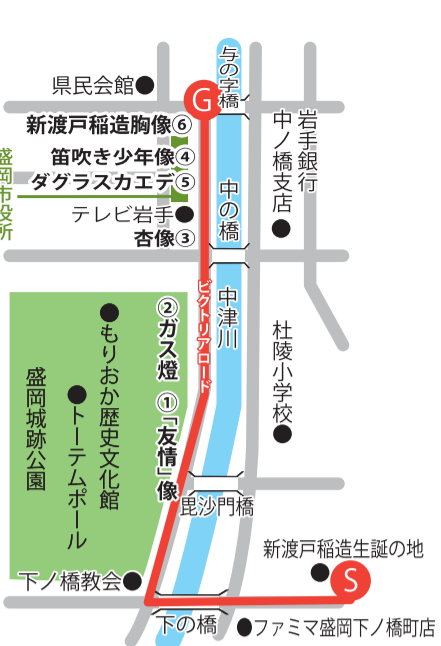 与の字橋
県民会館
G
新渡戸稲造胸像⑥
笛吹き少年像④
ダグラスカエデ⑤
盛岡市役所
テレビ岩手
杏像③
岩手銀行
中ノ橋支店
中の橋
ビクトリアロード
中津川
②ガス燈
①「友情」像
もりおか歴史文化館
トーテムポール
盛岡城跡公園
杜陵小学校
毘沙門橋
新渡戸稲造生誕の地
S
下ノ橋教会
下の橋
ファミマ盛岡下ノ橋町店